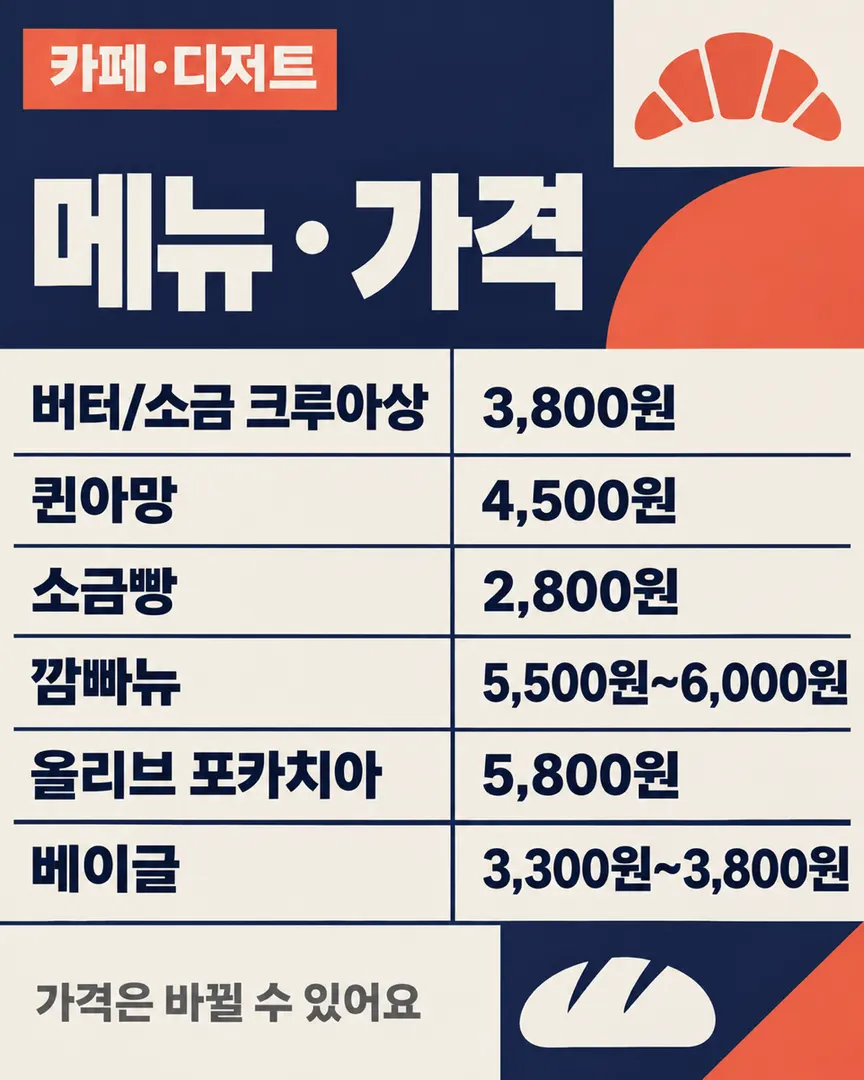 카페·디저트
메뉴·가격
버터/소금 크루아상 3,800원
퀸아망 4,500원
소금빵 2,800원
깜빠뉴 5,500원~6,000원
올리브 포카치아 5,800원
베이글 3,300원~3,800원
가격은 바뀔 수 있어요